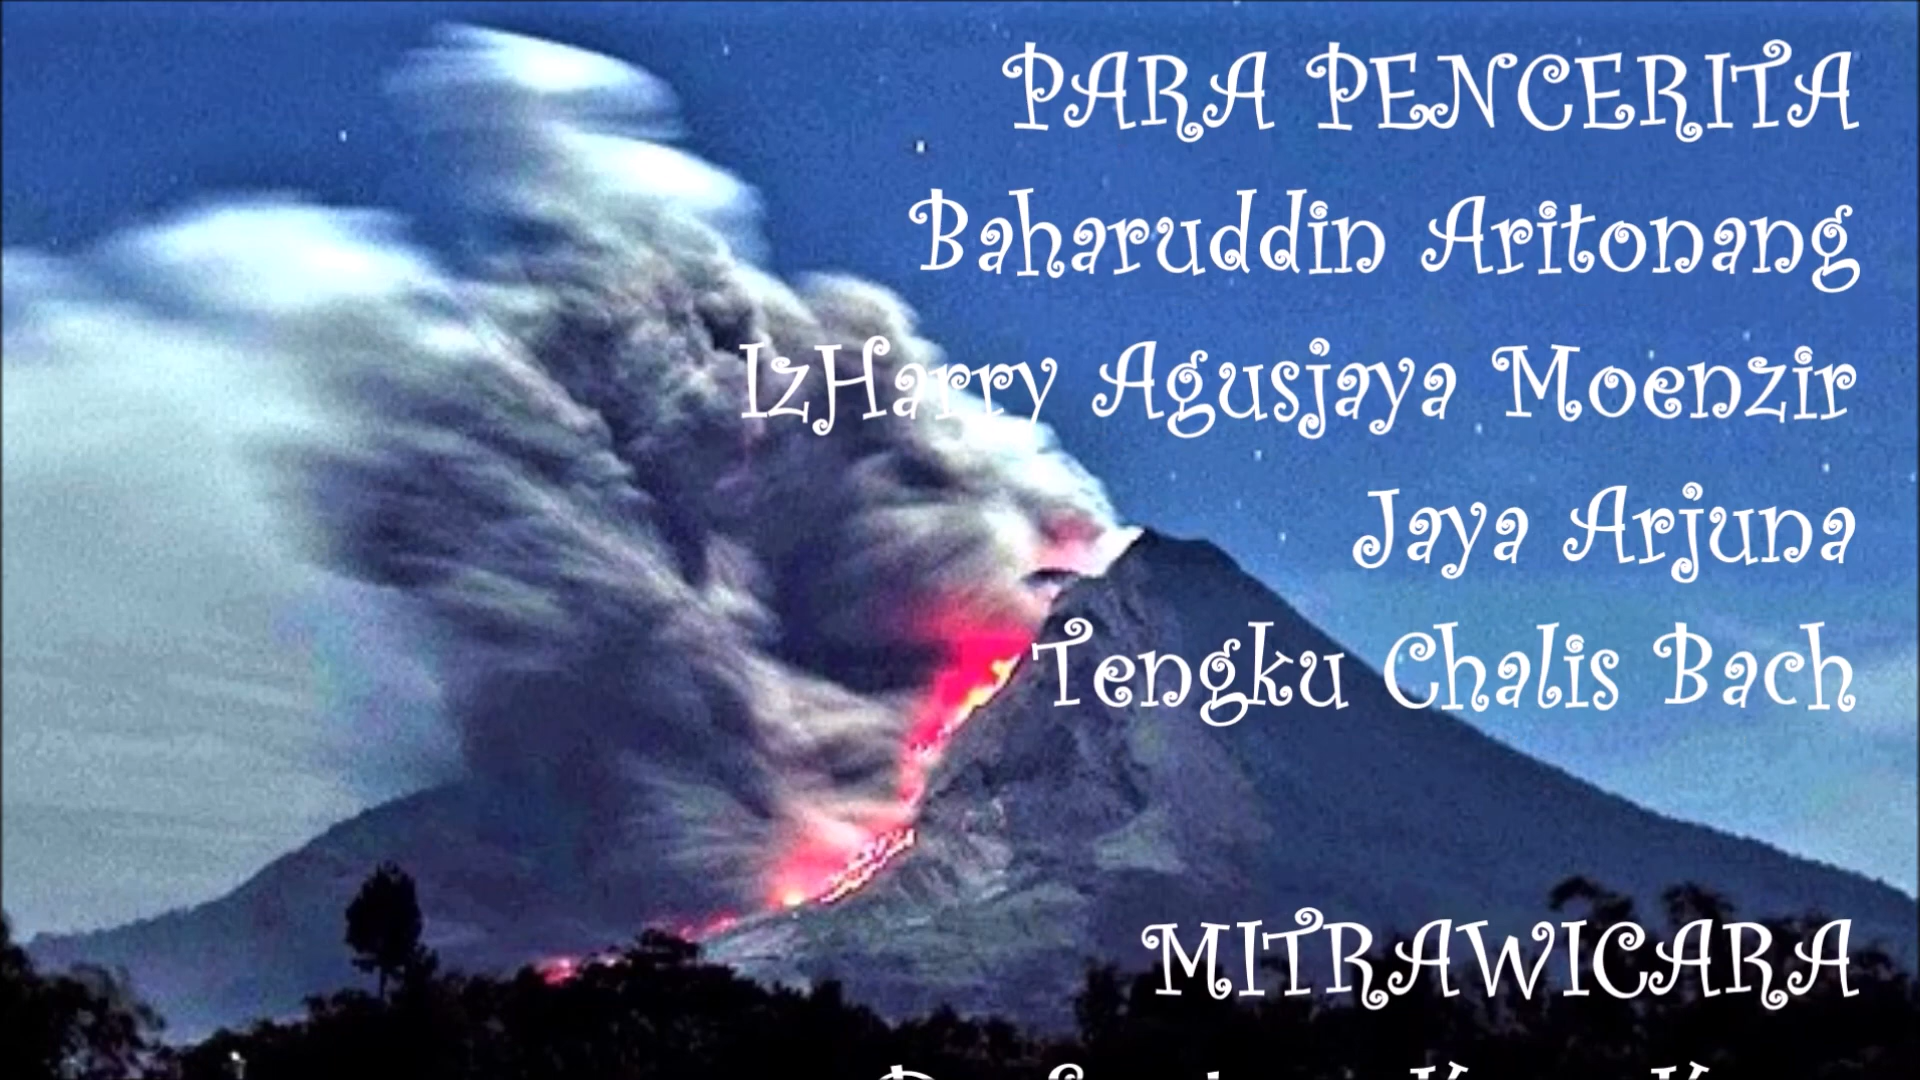 PARA PENCERITA
Baharuddin Aritonang
IzHarry Agusjaya Moenzir
Jaya Arjuna
Tengku Chalis Bach
MITRAWICARA